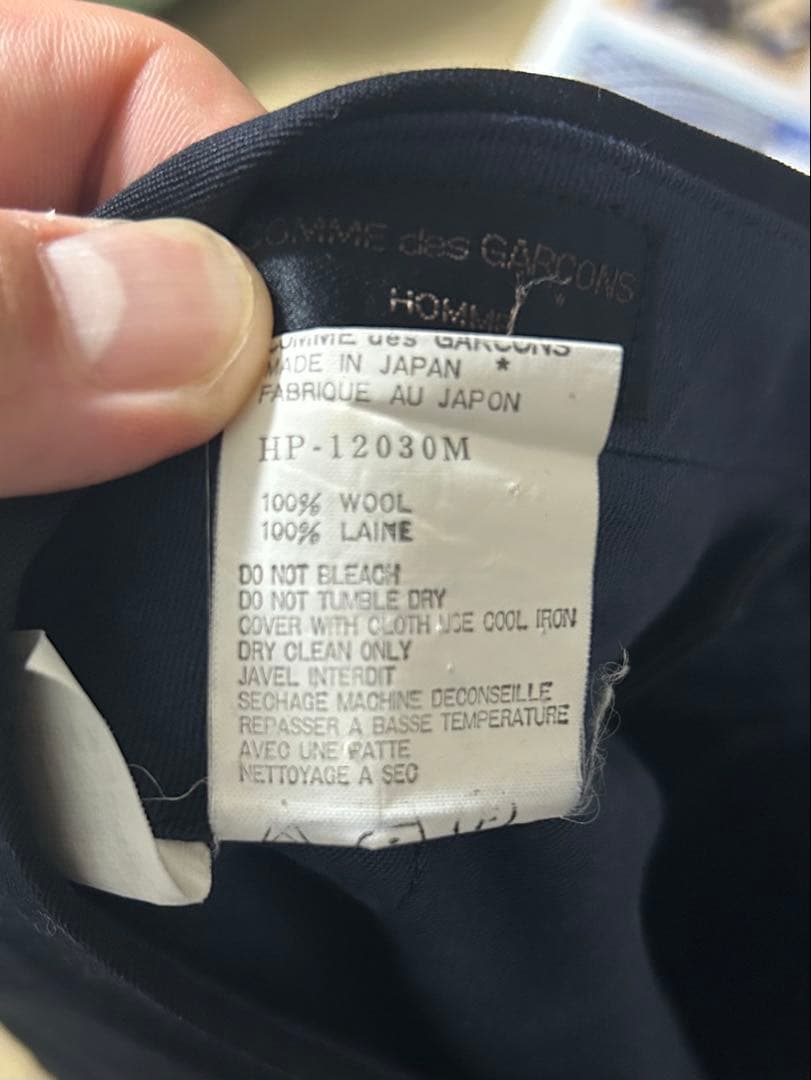 COMME des GARÇONS
HOMME
COMME des GARCONS
MADE IN JAPAN *
FABRIQUE AU JAPON
HP-12030M
100% WOOL
100% LAINE
DO NOT BLEACH
DO NOT TUMBLE DRY
COVER WITH CLOTH USE COOL IRON
DRY CLEAN ONLY
JAVEL INTERDIT
SECHAGE MACHINE DECONSEILLE
REPASSER A BASSE TEMPERATURE
AVEC UNE PATTE
NETTOYAGE A SEC